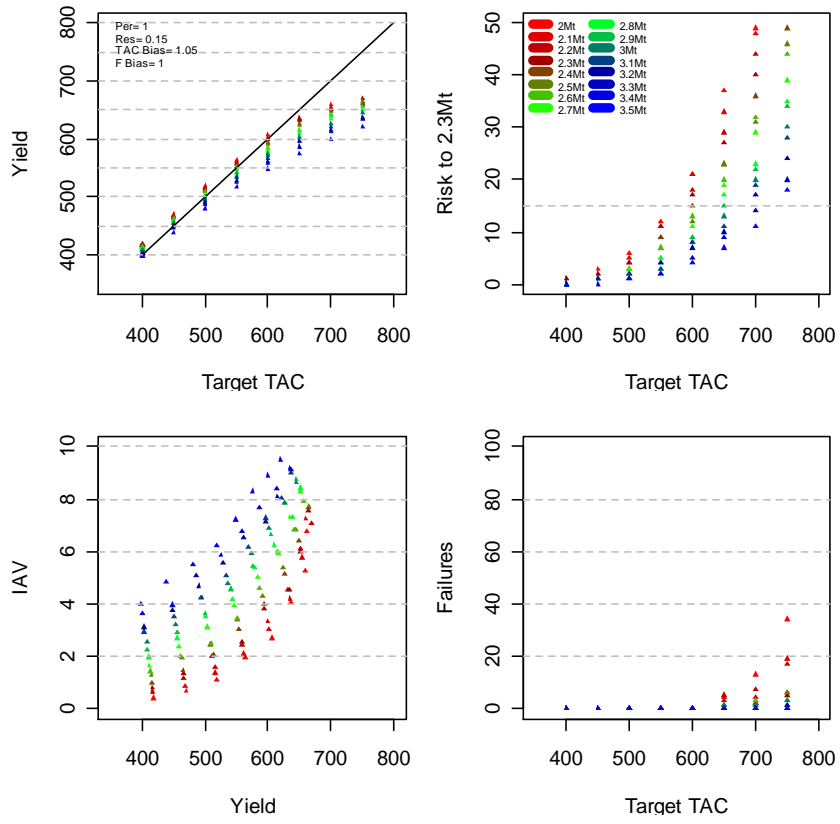 Per= 1
Res= 0.15
TAC Bias= 1.05
F Bias= 1
800
700
600
500
400
Yield
400 500 600 700 800
Target TAC
2Mt 2.8Mt
2.1Mt 2.9Mt
2.2Mt 3Mt
2.3Mt 3.1Mt
2.4Mt 3.2Mt
2.5Mt 3.3Mt
2.6Mt 3.4Mt
2.7Mt 3.5Mt
50
40
30
20
10
0
Risk to 2.3Mt
400 500 600 700 800
Target TAC
10
8
6
4
2
0
IAV
400 500 600 700 800
Yield
100
80
60
40
20
0
Failures
400 500 600 700 800
Target TAC